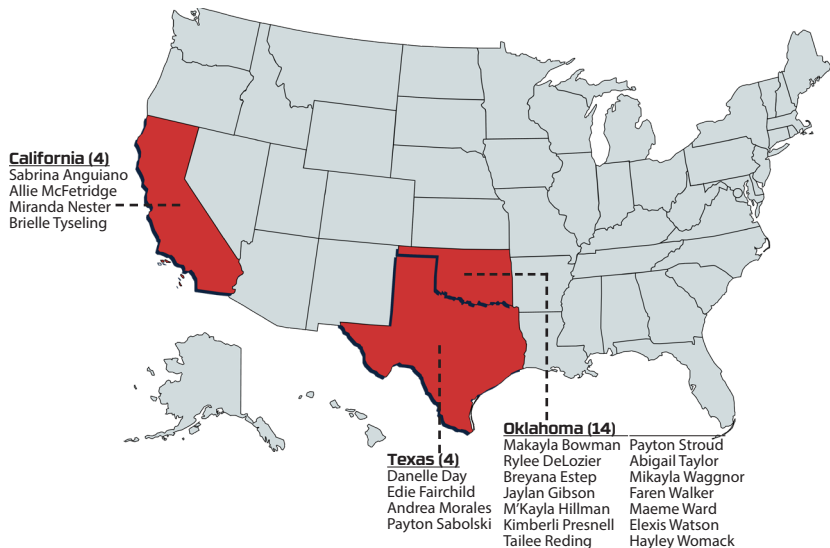 California (4)
Sabrina Anguiano
Allie McFetridge
Miranda Nester
Brielle Tyseling
Texas (4)
Danelle Day
Edie Fairchild
Andrea Morales
Payton Sabolski
Oklahoma (14)
Makayla Bowman
Rylee DeLozier
Breyana Estep
Jaylan Gibson
M'Kayla Hillman
Kimberli Presnell
Tailee Reding
Payton Stroud
Abigail Taylor
Mikayla Waggnor
Faren Walker
Maeme Ward
Elexis Watson
Hayley Womack